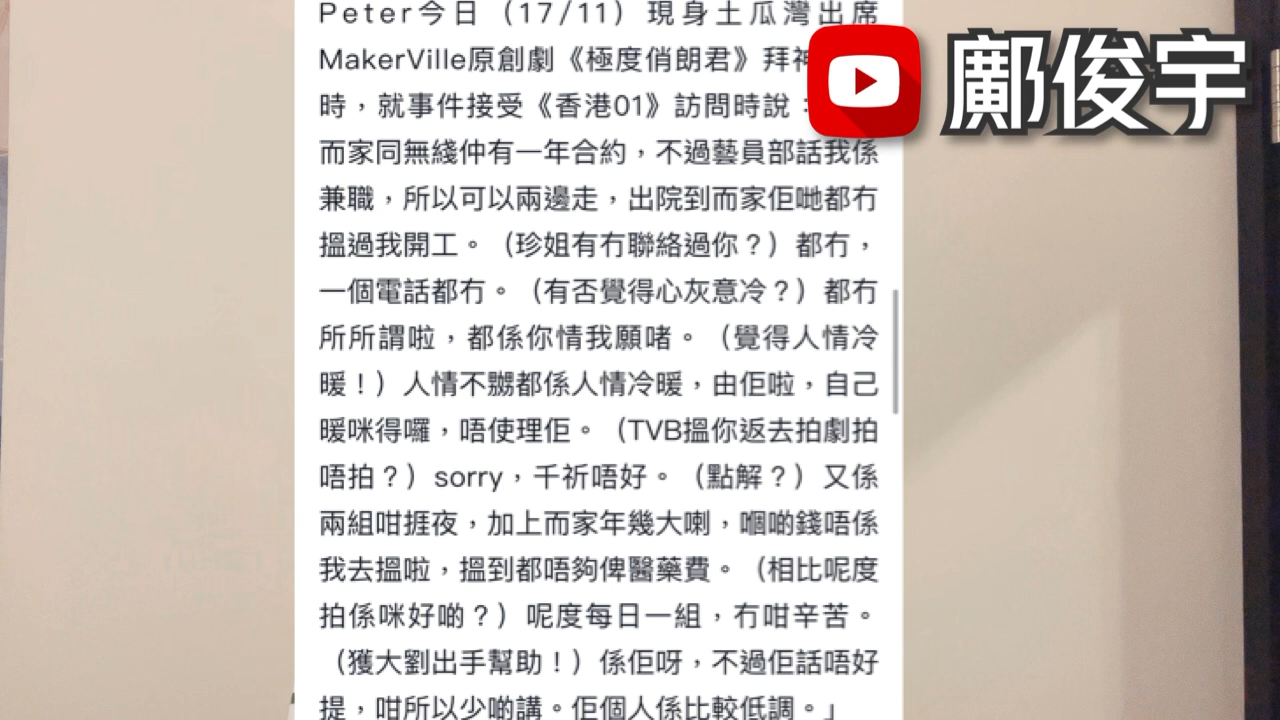 Peter今日（17/11）現身土瓜灣出席
鄺俊宇
MakerVille原創劇《極度俏朗君》拜神
時，就事件接受《香港01》訪問時說：
而家同無綫仲有一年合約，不過藝員部話我係
兼職，所以可以兩邊走，出院到而家佢哋都冇
搵過我開工。（珍姐有冇聯絡過你？）都冇，
一個電話都冇。（有否覺得心灰意冷？）都冇
所所謂啦，都係你情我願啫。（覺得人情冷
暖！）人情不嬲都係人情冷暖，由佢啦，自己
暖咪得囉，唔使理佢。（TVB搵你返去拍劇拍
唔拍？）sorry，千祈唔好。（點解？）又係
兩組咁捱夜，加上而家年幾大喇，嗰啲錢唔係
我去搵啦，搵到都唔夠俾醫藥費。（相比呢度
拍係咪好啲？）呢度每日一組，冇咁辛苦。
（獲大劉出手幫助！）係佢呀，不過佢話唔好
提，咁所以少啲講。佢個人係比較低調。」